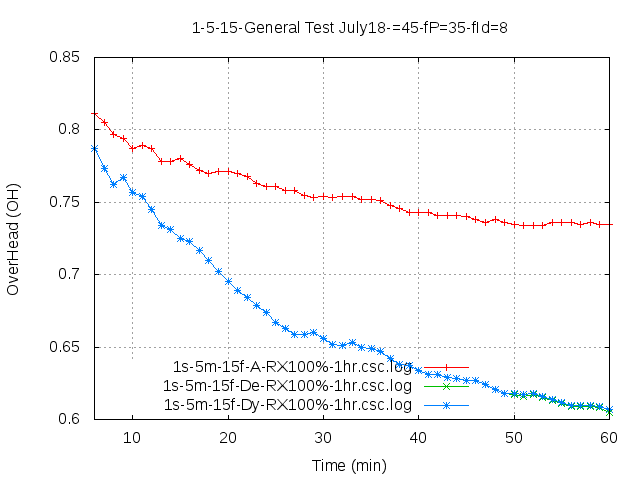 1-5-15-General Test July18-=45-fP=35-fId=8
0.85
0.8
0.75
0.7
0.65
0.6
OverHead (OH)
1s-5m-15f-A-RX100%-1hr.csc.log
1s-5m-15f-De-RX100%-1hr.csc.log
1s-5m-15f-Dy-RX100%-1hr.csc.log
10 20 30 40 50 60
Time (min)